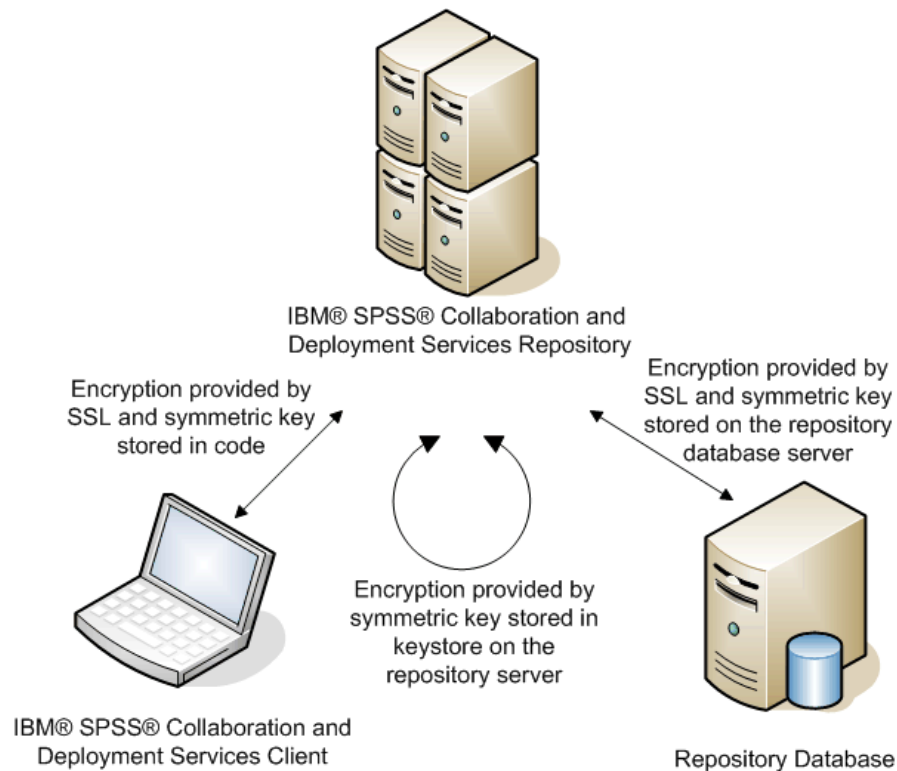 IBM® SPSS® Collaboration and
Deployment Services Repository
Encryption provided by
SSL and symmetric key
stored in code
Encryption provided by
SSL and symmetric key
stored on the repository
database server
Encryption provided by
symmetric key stored in
keystore on the
repository server
IBM® SPSS® Collaboration and
Deployment Services Client
Repository Database